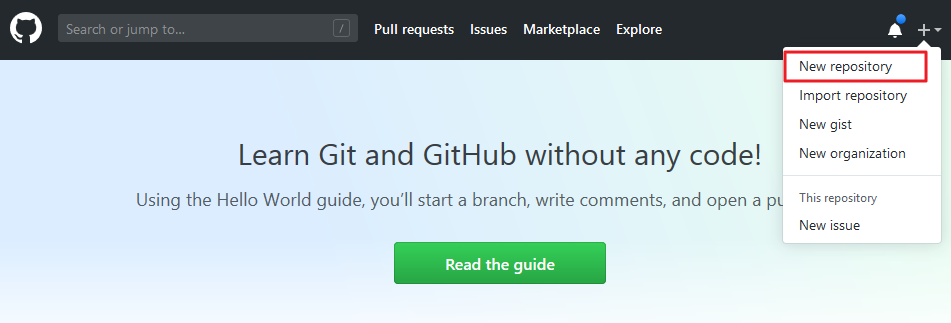 Search or jump to... /
Pull requests Issues Marketplace Explore
New repository
Import repository
New gist
New organization
This repository
New issue
Learn Git and GitHub without any code!
Using the Hello World guide, you'll start a branch, write comments, and open a
Read the guide